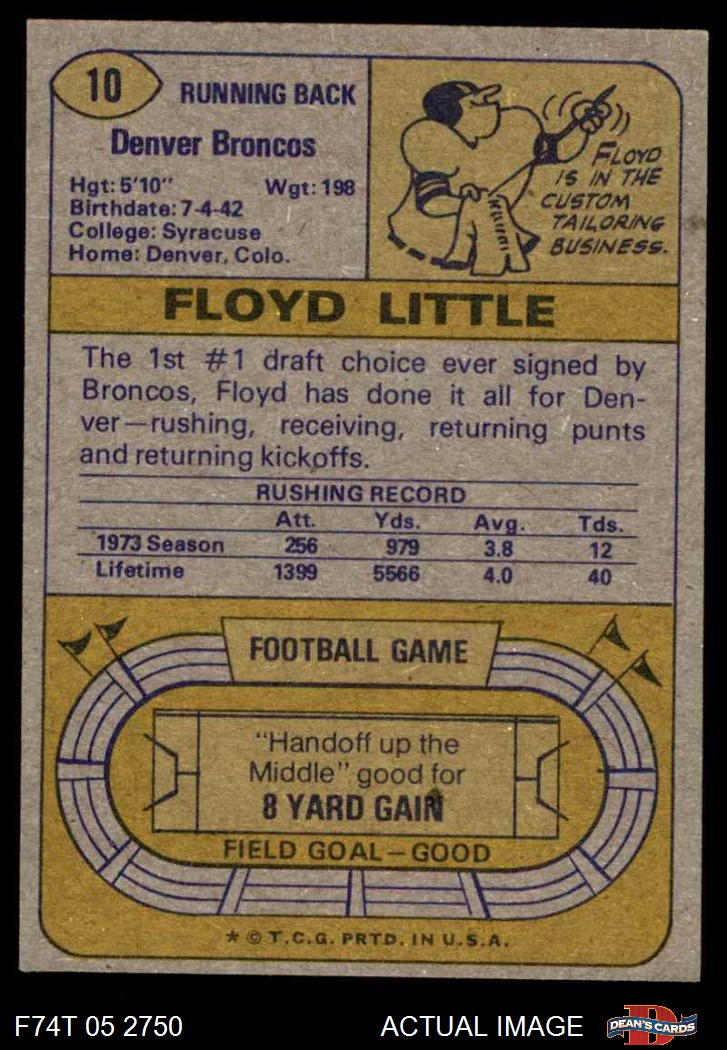 10
RUNNING BACK
Denver Broncos
Hgt: 5'10" Wgt: 198
Birthdate: 7-4-42
College: Syracuse
Home: Denver, Colo.
FLOYD
IS IN THE
CUSTOM
TAILORING
BUSINESS.
FLOYD LITTLE
The 1st #1 draft choice ever signed by
Broncos, Floyd has done it all for Den-
ver—rushing, receiving, returning punts
and returning kickoffs.
RUSHING RECORD
Att. Yds. Avg. Tds.
1973 Season 256 979 3.8 12
Lifetime 1399 5566 4.0 40
FOOTBALL GAME
"Handoff up the
Middle" good for
8 YARD GAIN
FIELD GOAL—GOOD
* © T.C.G. PRTD. IN U.S.A.
F74T 05 2750 ACTUAL IMAGE
D
DEAN'S CARDS